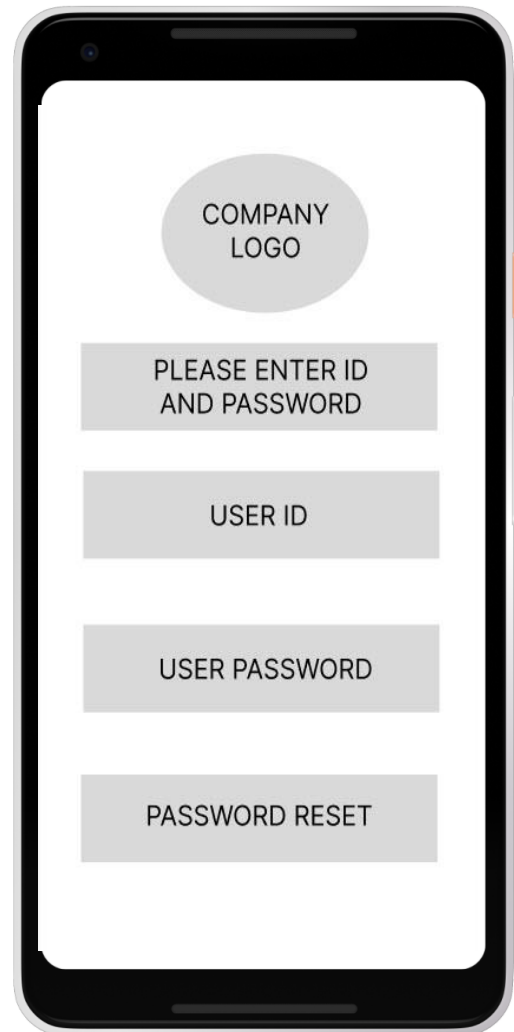 COMPANY
LOGO
PLEASE ENTER ID
AND PASSWORD
USER ID
USER PASSWORD
PASSWORD RESET